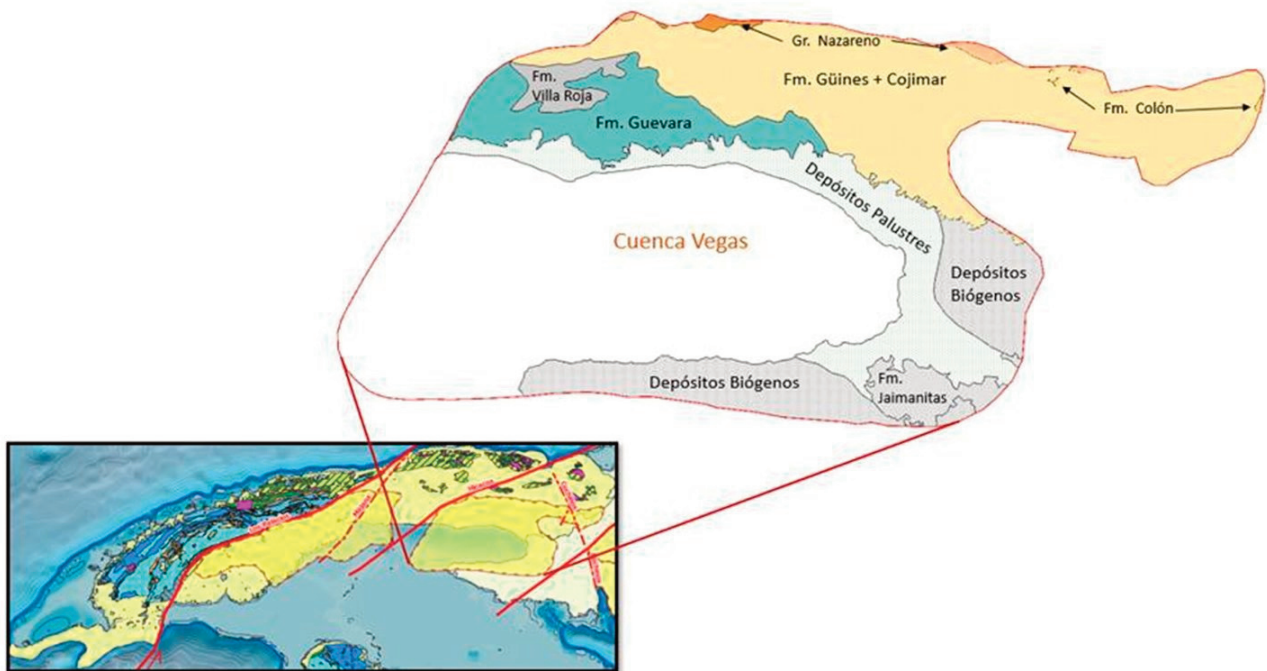 Gr. Nazareno
Fm.
Villa Roja
Fm. Güines + Cojimar
Fm. Colón
Fm. Guevara
Depósitos Palustres
Cuenca Vegas
Depósitos
Biógenos
Depósitos Biógenos
Fm.
Jaimanitas